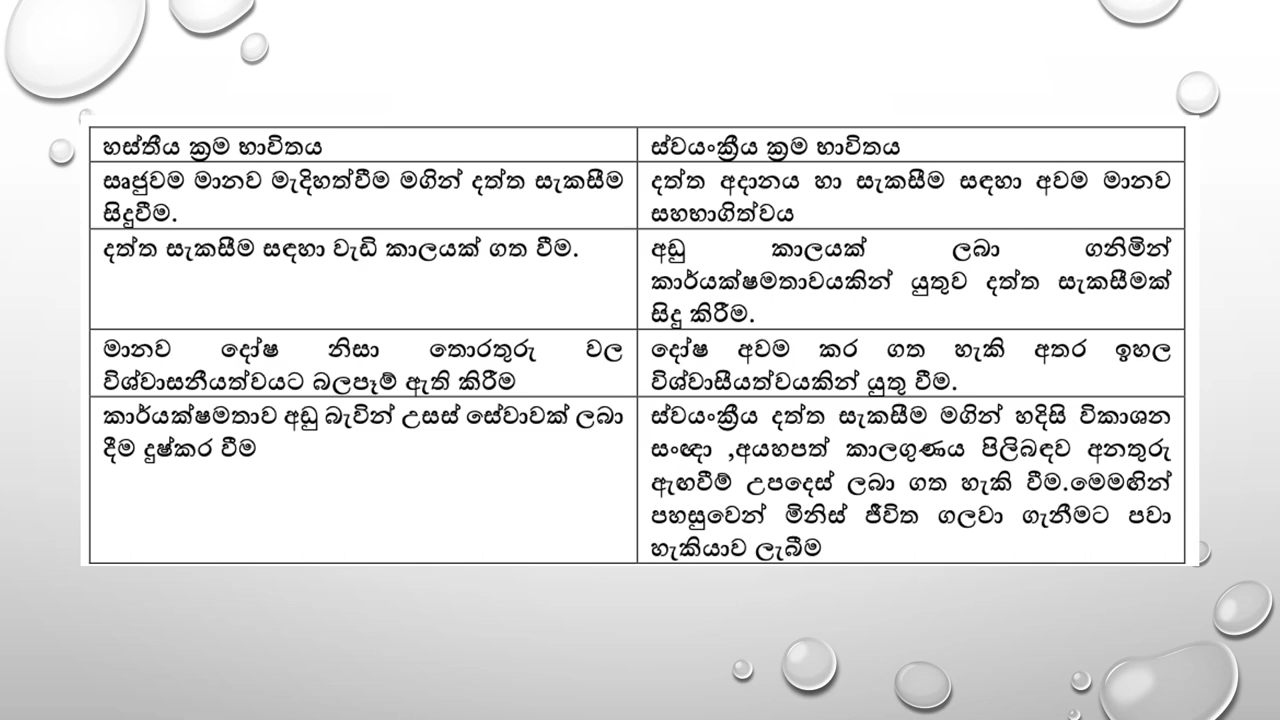 හස්තීය ක්‍රම භාවිතය
ස්වයංක්‍රීය ක්‍රම භාවිතය
සෘජුවම මානව මැදිහත්වීම මගින් දත්ත සැකසීම
සිදුවීම.
දත්ත අදානය හා සැකසීම සඳහා අවම මානව
සහභාගිත්වය
දත්ත සැකසීම සඳහා වැඩි කාලයක් ගත වීම.
අඩු කාලයක් ලබා ගනිමින්
කාර්යක්ෂමතාවයකින් යුතුව දත්ත සැකසීමක්
සිදු කිරීම.
මානව දෝෂ නිසා තොරතුරු වල
විශ්වාසනීයත්වයට බලපෑම් ඇති කිරීම
දෝෂ අවම කර ගත හැකි අතර ඉහල
විශ්වාසීයත්වයකින් යුතු වීම.
කාර්යක්ෂමතාව අඩු බැවින් උසස් සේවාවක් ලබා
දීම දුෂ්කර වීම
ස්වයංක්‍රීය දත්ත සැකසීම මගින් හදිසි විකාශන
සංඥා ,අයහපත් කාලගුණය පිලිබඳව අනතුරු
ඇඟවීම් උපදෙස් ලබා ගත හැකි වීම.මෙමඟින්
පහසුවෙන් මිනිස් ජීවිත ගලවා ගැනීමට පවා
හැකියාව ලැබීම